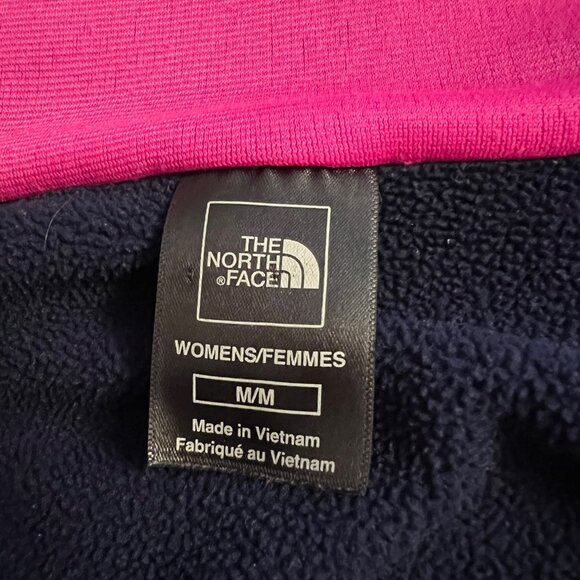 THE
NORTH
®FACE
WOMENS/FEMMES
M/M
Made in Vietnam
Fabriqué au Vietnam